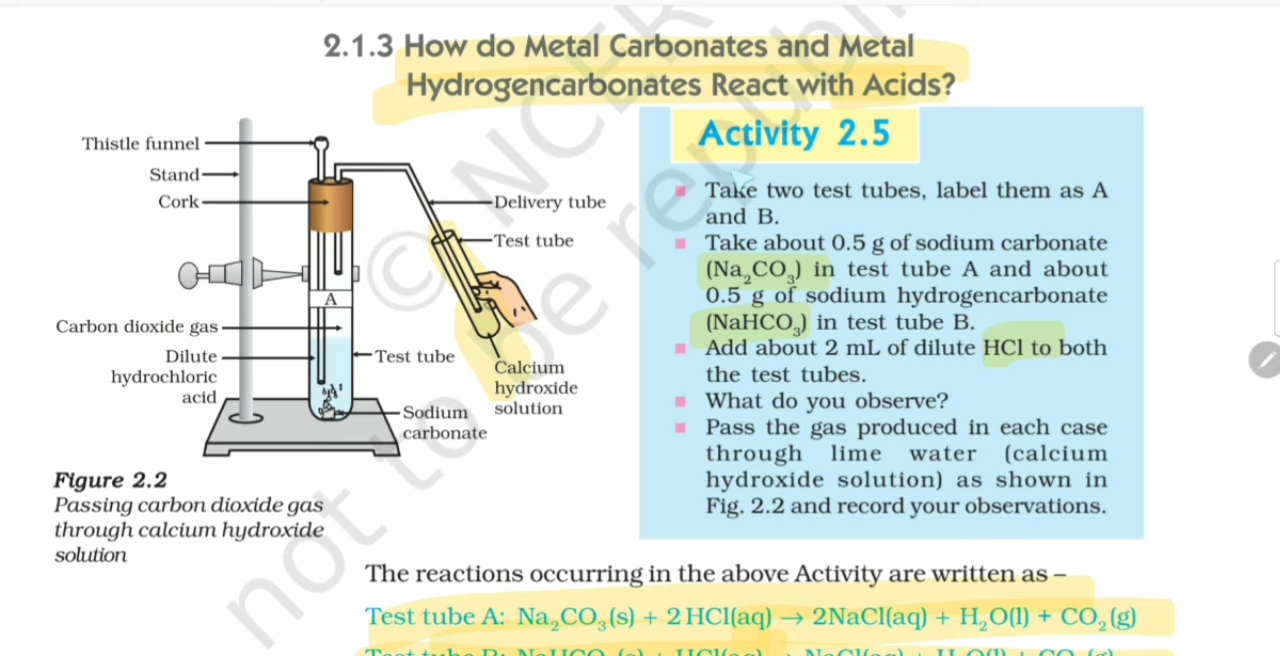 2.1.3 How do Metal Carbonates and Metal
Hydrogencarbonates React with Acids?
Thistle funnel
Stand
Cork
Delivery tube
Test tube
A
Carbon dioxide gas
Dilute
hydrochloric
acid
Test tube
Calcium
hydroxide
solution
Sodium
carbonate
Figure 2.2
Passing carbon dioxide gas
through calcium hydroxide
solution
Activity 2.5
Take two test tubes, label them as A
and B.
Take about 0.5 g of sodium carbonate
(Na₂CO₃) in test tube A and about
0.5 g of sodium hydrogencarbonate
(NaHCO₃) in test tube B.
Add about 2 mL of dilute HCl to both
the test tubes.
What do you observe?
Pass the gas produced in each case
through lime water (calcium
hydroxide solution) as shown in
Fig. 2.2 and record your observations.
The reactions occurring in the above Activity are written as –
Test tube A: Na₂CO₃(s) + 2HCl(aq) → 2NaCl(aq) + H₂O(l) + CO₂(g)
© NCER
not to be republi